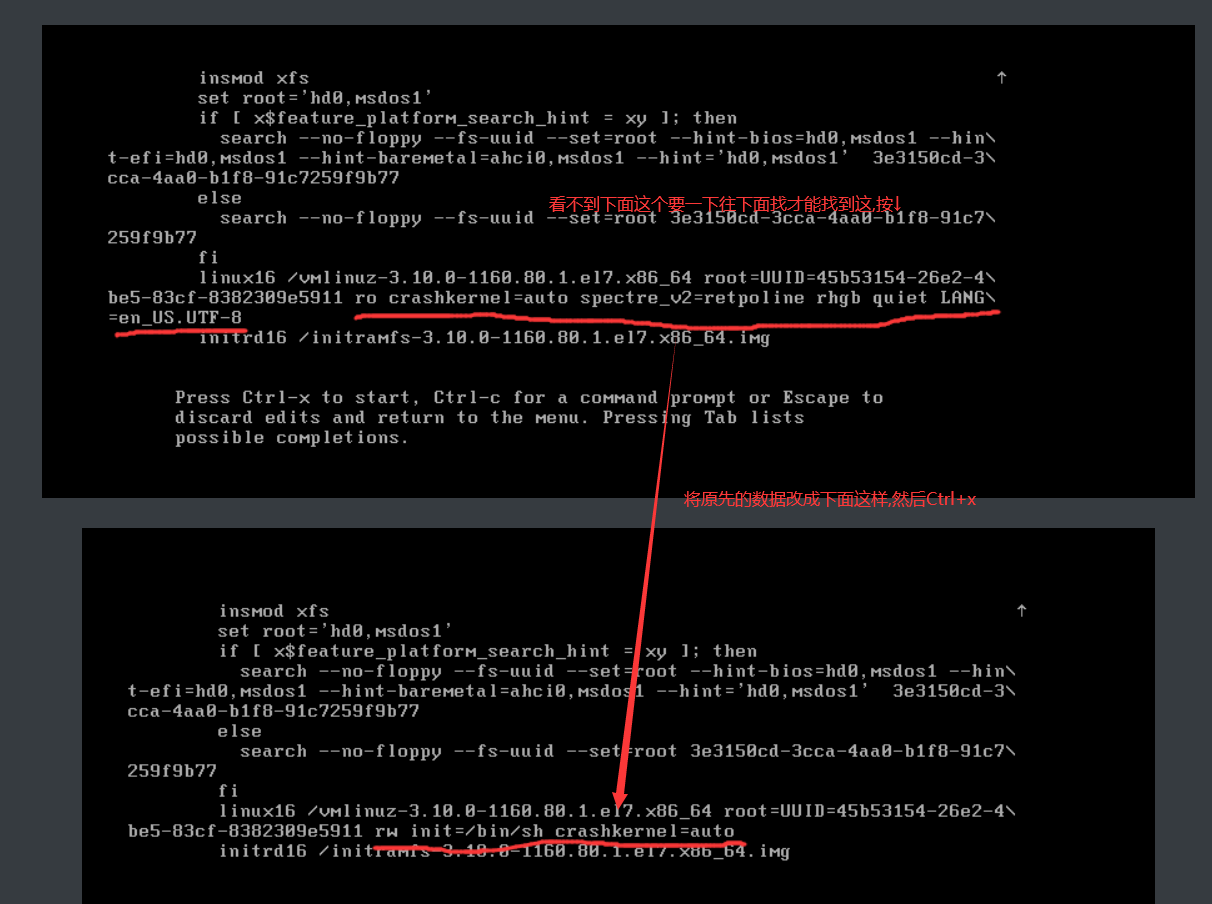 insmod xfs ↑
set root='hd0,msdos1'
if [ x$feature_platform_search_hint = xy ]; then
search --no-floppy --fs-uuid --set=root --hint-bios=hd0,msdos1 --hin\
t-efi=hd0,msdos1 --hint-baremetal=ahci0,msdos1 --hint='hd0,msdos1'  3e3150cd-3\
cca-4aa0-b1f8-91c7259f9b77
else
看不到下面这个要一下往下面找才能找到这,按↓
search --no-floppy --fs-uuid --set=root 3e3150cd-3cca-4aa0-b1f8-91c7\
259f9b77
fi
linux16 /vmlinuz-3.10.0-1160.80.1.el7.x86_64 root=UUID=45b53154-26e2-4\
be5-83cf-8382309e5911 ro crashkernel=auto spectre_v2=retpoline rhgb quiet LANG\
=en_US.UTF-8
initrd16 /initramfs-3.10.0-1160.80.1.el7.x86_64.img
Press Ctrl-x to start, Ctrl-c for a command prompt or Escape to
discard edits and return to the menu. Pressing Tab lists
possible completions.
将原先的数据改成下面这样,然后Ctrl+x
insmod xfs ↑
set root='hd0,msdos1'
if [ x$feature_platform_search_hint = xy ]; then
search --no-floppy --fs-uuid --set=root --hint-bios=hd0,msdos1 --hin\
t-efi=hd0,msdos1 --hint-baremetal=ahci0,msdos1 --hint='hd0,msdos1'  3e3150cd-3\
cca-4aa0-b1f8-91c7259f9b77
else
search --no-floppy --fs-uuid --set=root 3e3150cd-3cca-4aa0-b1f8-91c7\
259f9b77
fi
linux16 /vmlinuz-3.10.0-1160.80.1.el7.x86_64 root=UUID=45b53154-26e2-4\
be5-83cf-8382309e5911 rw init=/bin/sh crashkernel=auto
initrd16 /initramfs-3.10.0-1160.80.1.el7.x86_64.img